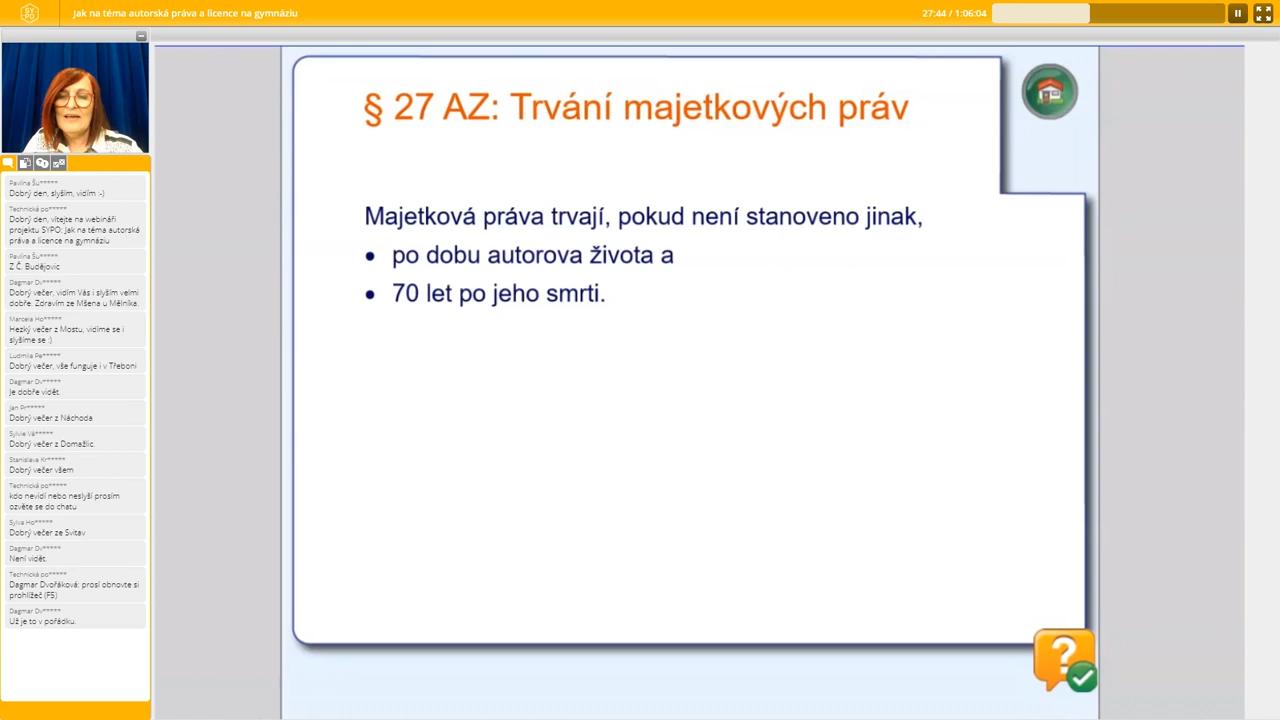 SYPO
Jak na téma autorská práva a licence na gymnáziu
27:44 / 1:06:04
§ 27 AZ: Trvání majetkových práv
Majetková práva trvají, pokud není stanoveno jinak,
• po dobu autorova života a
• 70 let po jeho smrti.
?
Pavlína Šu*****
Dobrý den, slyším, vidím :-)
Technická po*****
Dobrý den, vítejte na webináři
projektu SYPO: Jak na téma autorská
práva a licence na gymnáziu
Pavlína Šu*****
Z Č. Budějovic
Dagmar Dv*****
Dobrý večer, vidím Vás i slyším velmi
dobře. Zdravím ze Mšena u Mělníka.
Marcela Ho*****
Hezký večer z Mostu, vidíme se i
slyšíme se :)
Ludmila Pe*****
Dobrý večer, vše funguje i v Třeboni
Dagmar Dv*****
Je dobře vidět.
Jan Pr*****
Dobrý večer z Náchoda
Sylvie Vá*****
Dobrý večer z Domažlic.
Stanislava Kr*****
Dobrý večer všem
Technická po*****
kdo nevidí nebo neslyší prosím
ozvěte se do chatu
Sylva Ho*****
Dobrý večer ze Svitav
Dagmar Dv*****
Není vidět.
Technická po*****
Dagmar Dvořáková: prosí obnovte si
prohlížeč (F5)
Dagmar Dv*****
Už je to v pořádku.